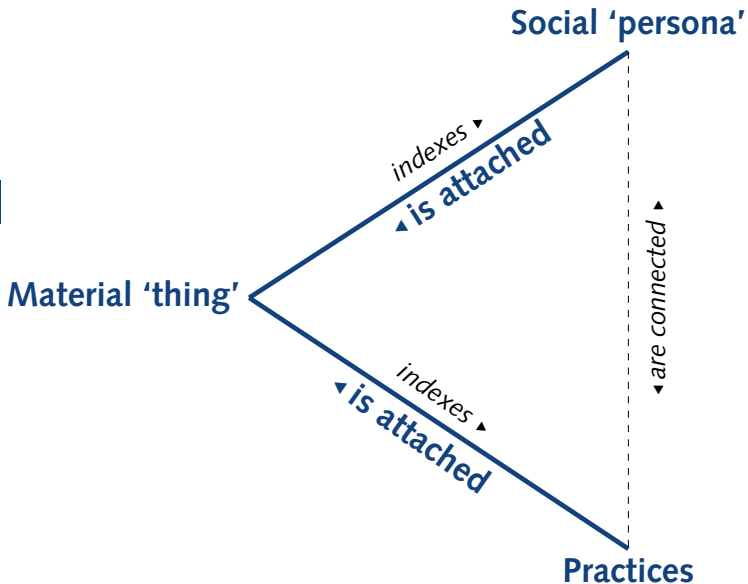 Social ‘persona’
indexes ►
◄ is attached
Material ‘thing’
◄ are connected ►
indexes ►
◄ is attached
Practices